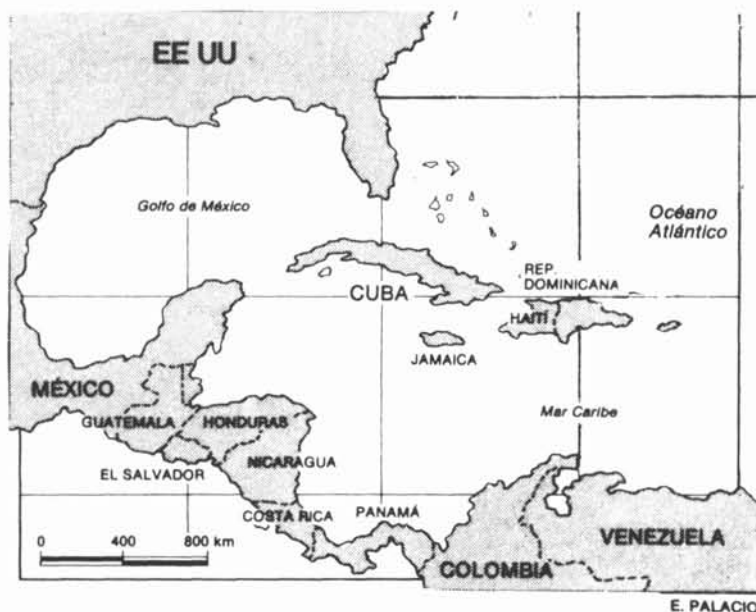 EE UU
Golfo de México
Océano
Atlántico
REP.
DOMINICANA
CUBA
HAITÍ
JAMAICA
MÉXICO
Mar Caribe
GUATEMALA
HONDURAS
NICARAGUA
EL SALVADOR
COSTA RICA
PANAMÁ
0 400 800 km
VENEZUELA
COLOMBIA
E. PALACIO